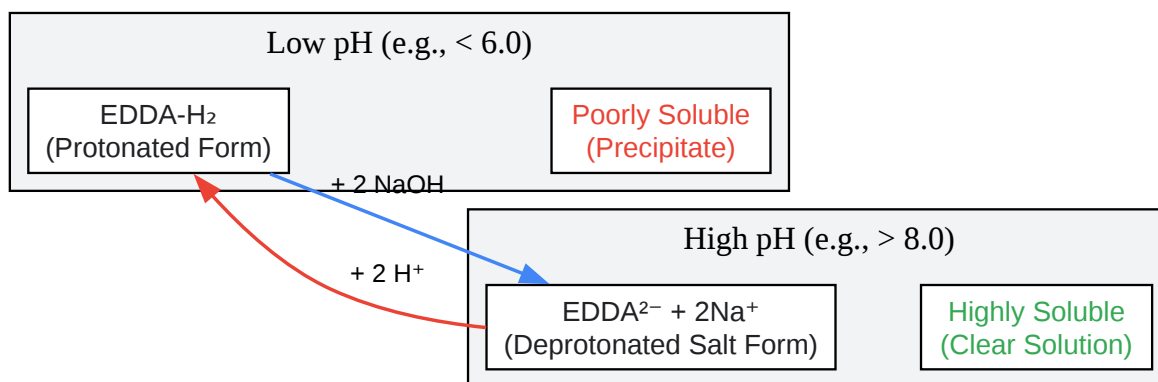 Low pH (e.g., < 6.0)
EDDA-H₂
(Protonated Form)
Poorly Soluble
(Precipitate)
+ 2 NaOH
+ 2 H⁺
High pH (e.g., > 8.0)
EDDA²⁻ + 2Na⁺
(Deprotonated Salt Form)
Highly Soluble
(Clear Solution)